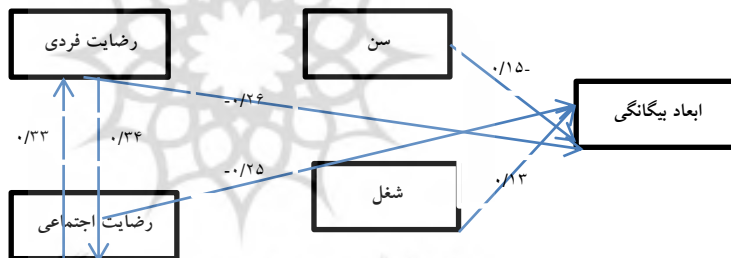 رضایت فردی
سن
-۰/۱۵
ابعاد بیگانگی
-۰/۲۶
۰/۳۳
۰/۳۴
-۰/۲۵
شغل
۰/۱۳
رضایت اجتماعی